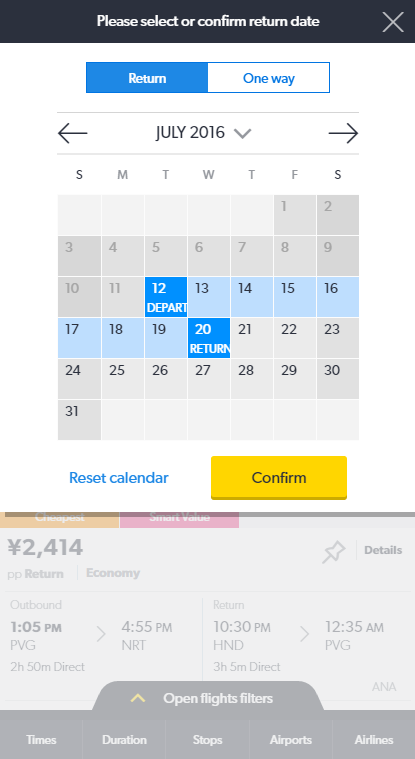 Please select or confirm return date
Return One way
JULY 2016
S M T W T F S
1 2
3 4 5 6 7 8 9
10 11 12 13 14 15 16
DEPART
17 18 19 20 21 22 23
RETURN
24 25 26 27 28 29 30
31
Reset calendar Confirm
Cheapest Smart Value
¥2,414
Details
pp Return Economy
Outbound Return
1:05 PM 4:55 PM 10:30 PM 12:35 AM
PVG NRT HND PVG
2h 50m Direct 3h 5m Direct
ANA
Open flights filters
Times Duration Stops Airports Airlines